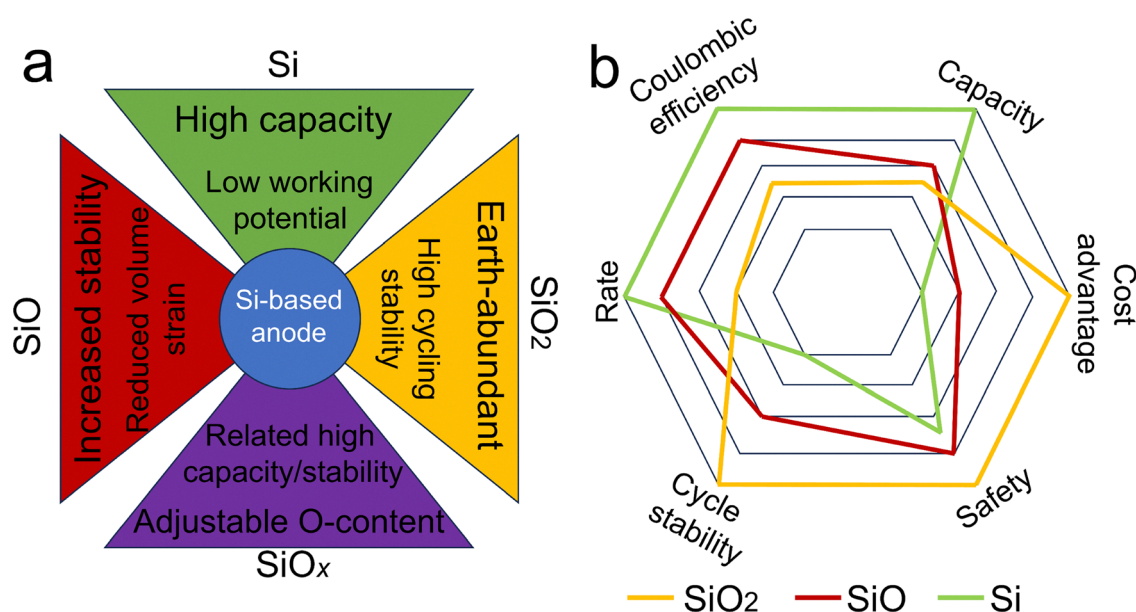 a
Si
High capacity
Low working
potential
SiO
Increased stability
Reduced volume
strain
Si-based
anode
High cycling
stability
Earth-abundant
SiO₂
Related high
capacity/stability
Adjustable O-content
SiOx
b
Coulombic
efficiency
Capacity
Rate
Cost
advantage
Cycle
stability
Safety
SiO₂ SiO Si